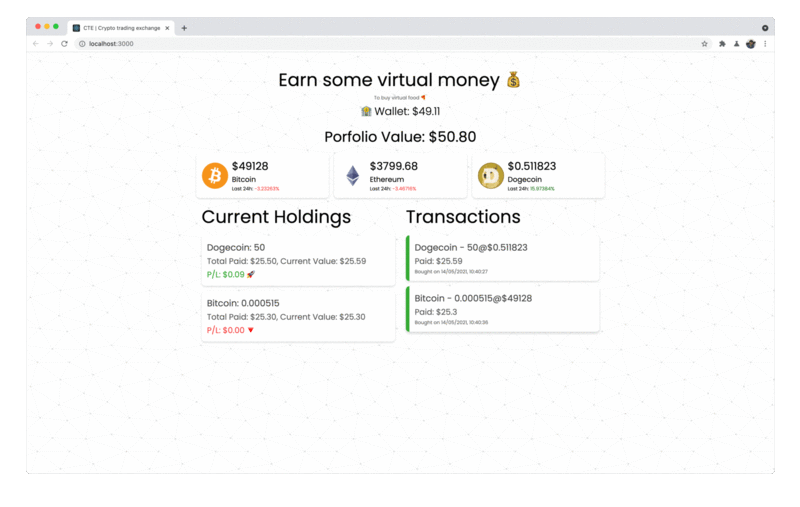 CTE | Crypto trading exchange
localhost:3000
Earn some virtual money
To buy virtual food
Wallet: $49.11
Porfolio Value: $50.80
$49128
Bitcoin
Last 24h: -3.23263%
$3799.68
Ethereum
Last 24h: -3.46716%
$0.511823
Dogecoin
Last 24h: 15.97384%
Current Holdings
Dogecoin: 50
Total Paid: $25.50, Current Value: $25.59
P/L: $0.09
Bitcoin: 0.000515
Total Paid: $25.30, Current Value: $25.30
P/L: $0.00
Transactions
Dogecoin - 50@$0.511823
Paid: $25.59
Bought on 14/05/2021, 10:40:27
Bitcoin - 0.000515@$49128
Paid: $25.3
Bought on 14/05/2021, 10:40:36